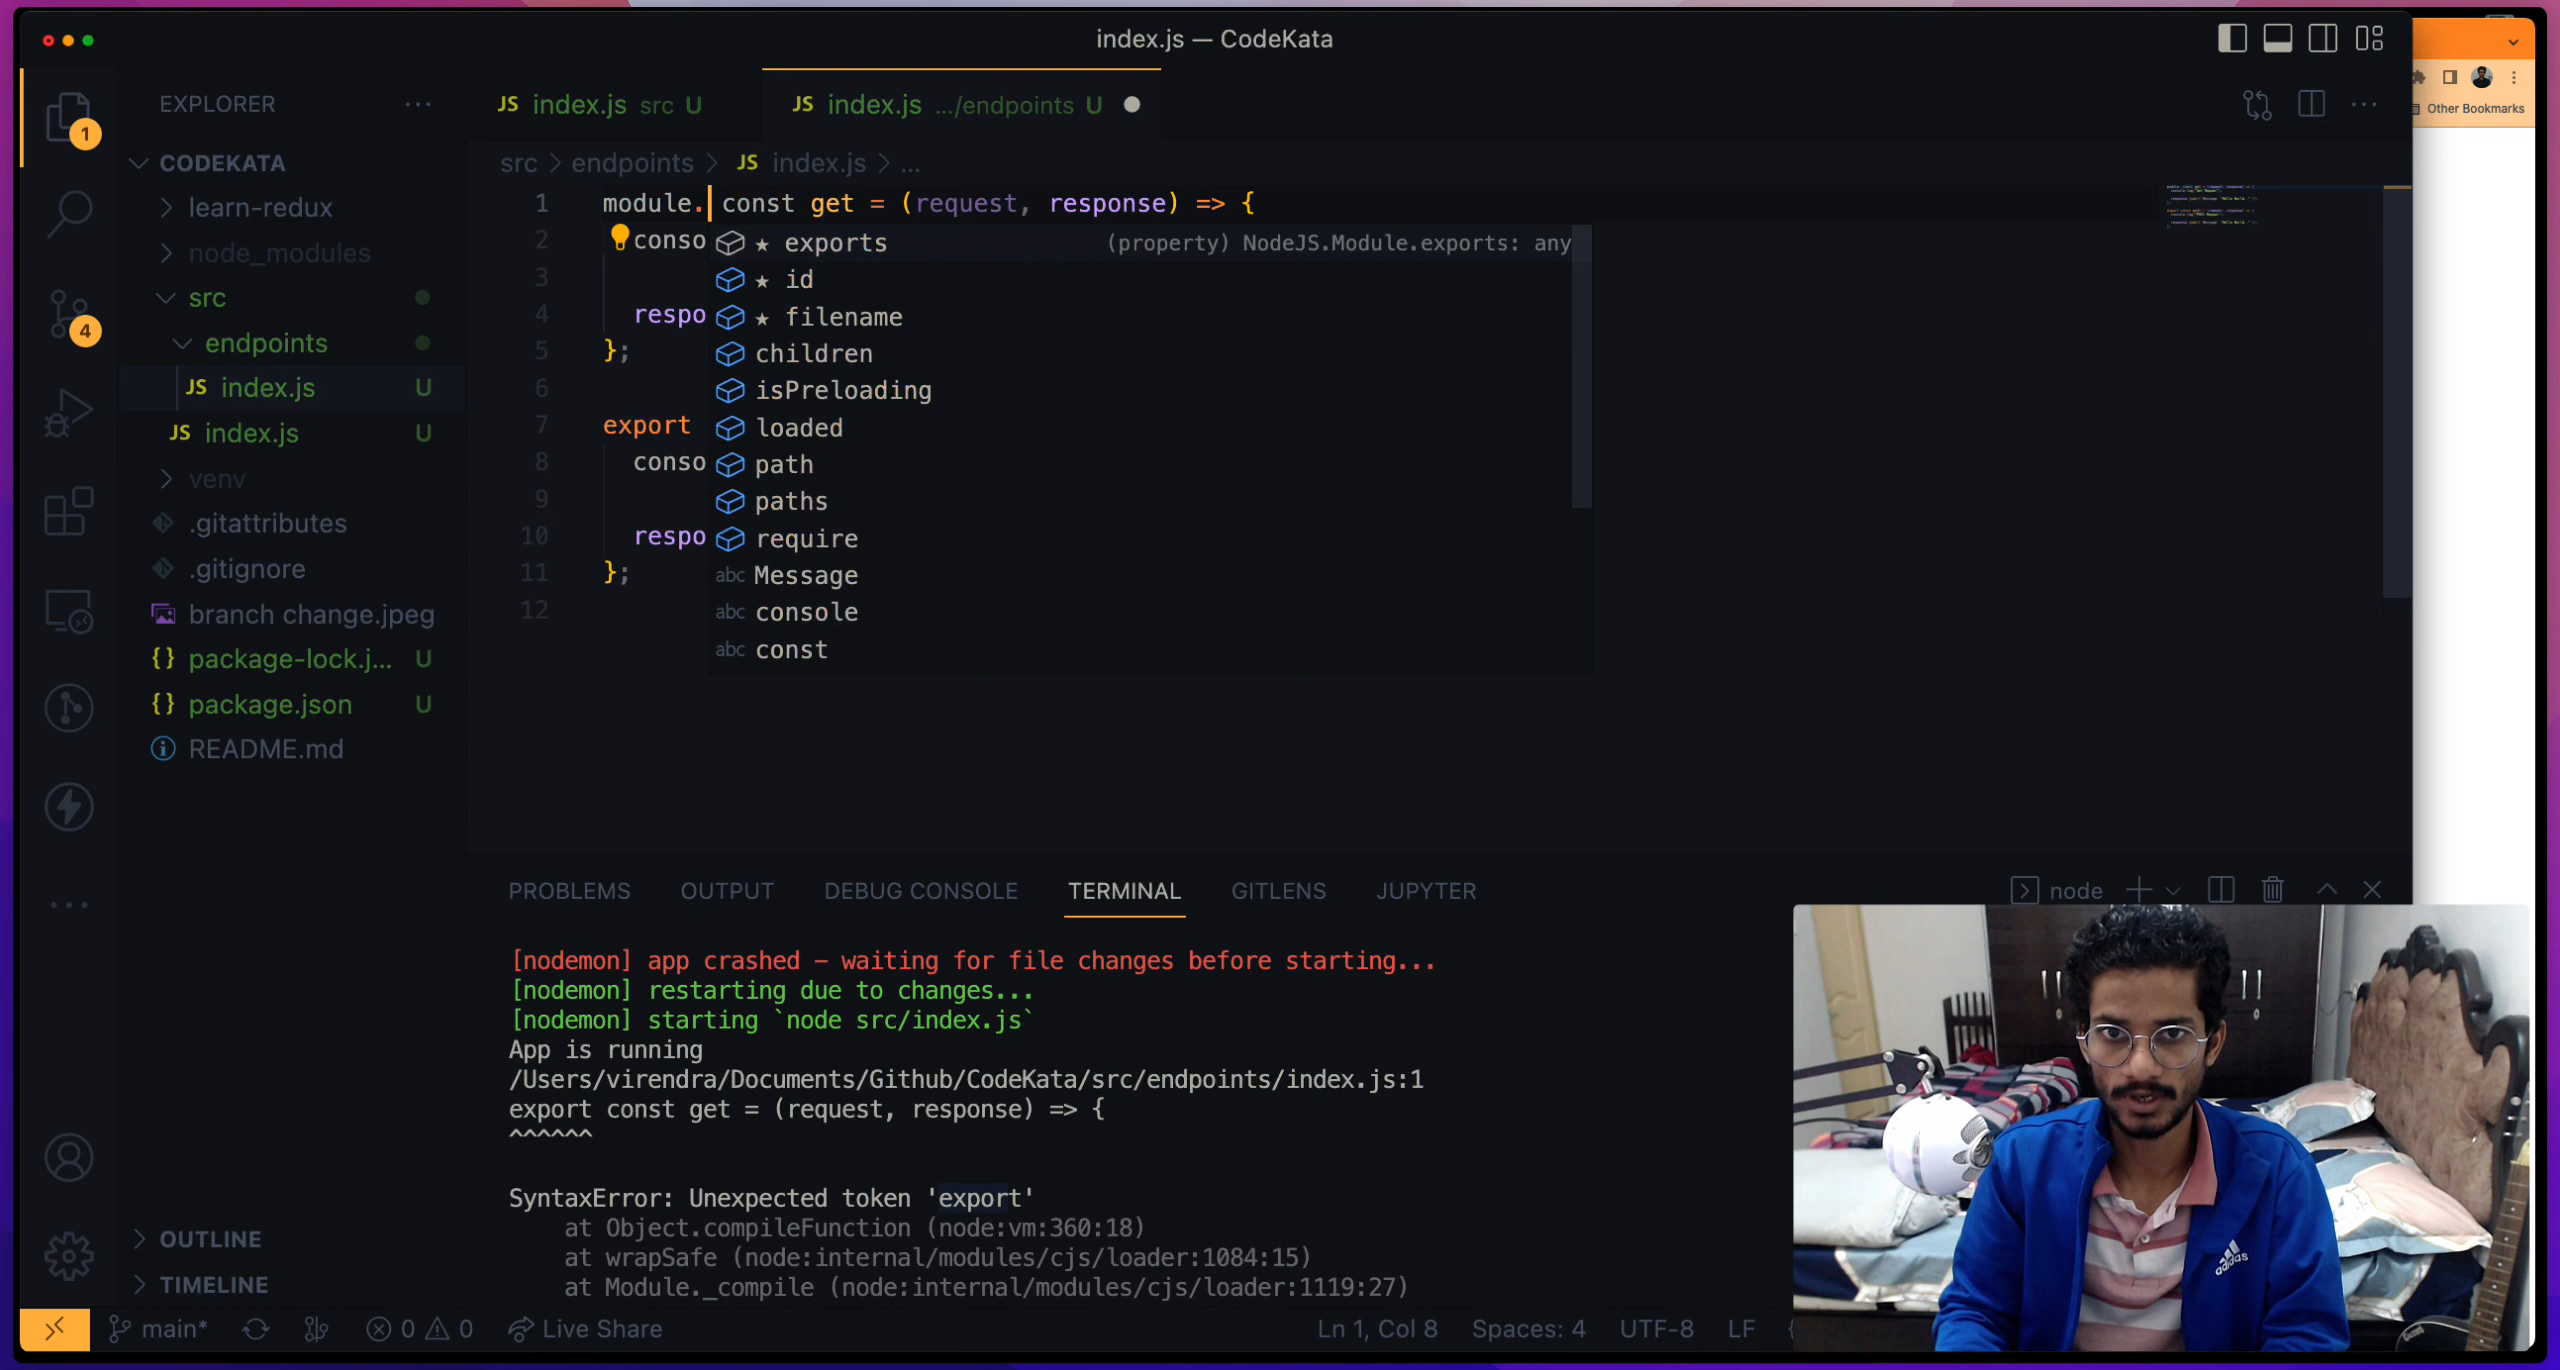 index.js — CodeKata
Other Bookmarks
EXPLORER
JS index.js src U
JS index.js .../endpoints U
src > endpoints > JS index.js > ...
CODEKATA
learn-redux
node_modules
src
endpoints
JS index.js U
JS index.js U
venv
.gitattributes
.gitignore
branch change.jpeg
{} package-lock.j... U
{} package.json U
README.md
OUTLINE
TIMELINE
1
4
1 module. const get = (request, response) => {
2 conso
3
4 respo
5 };
6
7 export
8 conso
9
10 respo
11 };
12
★ exports (property) NodeJS.Module.exports: any
★ id
★ filename
children
isPreloading
loaded
path
paths
require
abc Message
abc console
abc const
PROBLEMS OUTPUT DEBUG CONSOLE TERMINAL GITLENS JUPYTER
node
[nodemon] app crashed – waiting for file changes before starting...
[nodemon] restarting due to changes...
[nodemon] starting `node src/index.js`
App is running
/Users/virendra/Documents/Github/CodeKata/src/endpoints/index.js:1
export const get = (request, response) => {
^^^^^^
SyntaxError: Unexpected token 'export'
at Object.compileFunction (node:vm:360:18)
at wrapSafe (node:internal/modules/cjs/loader:1084:15)
at Module._compile (node:internal/modules/cjs/loader:1119:27)
adidas
main* 0 0 Live Share
Ln 1, Col 8 Spaces: 4 UTF-8 LF {